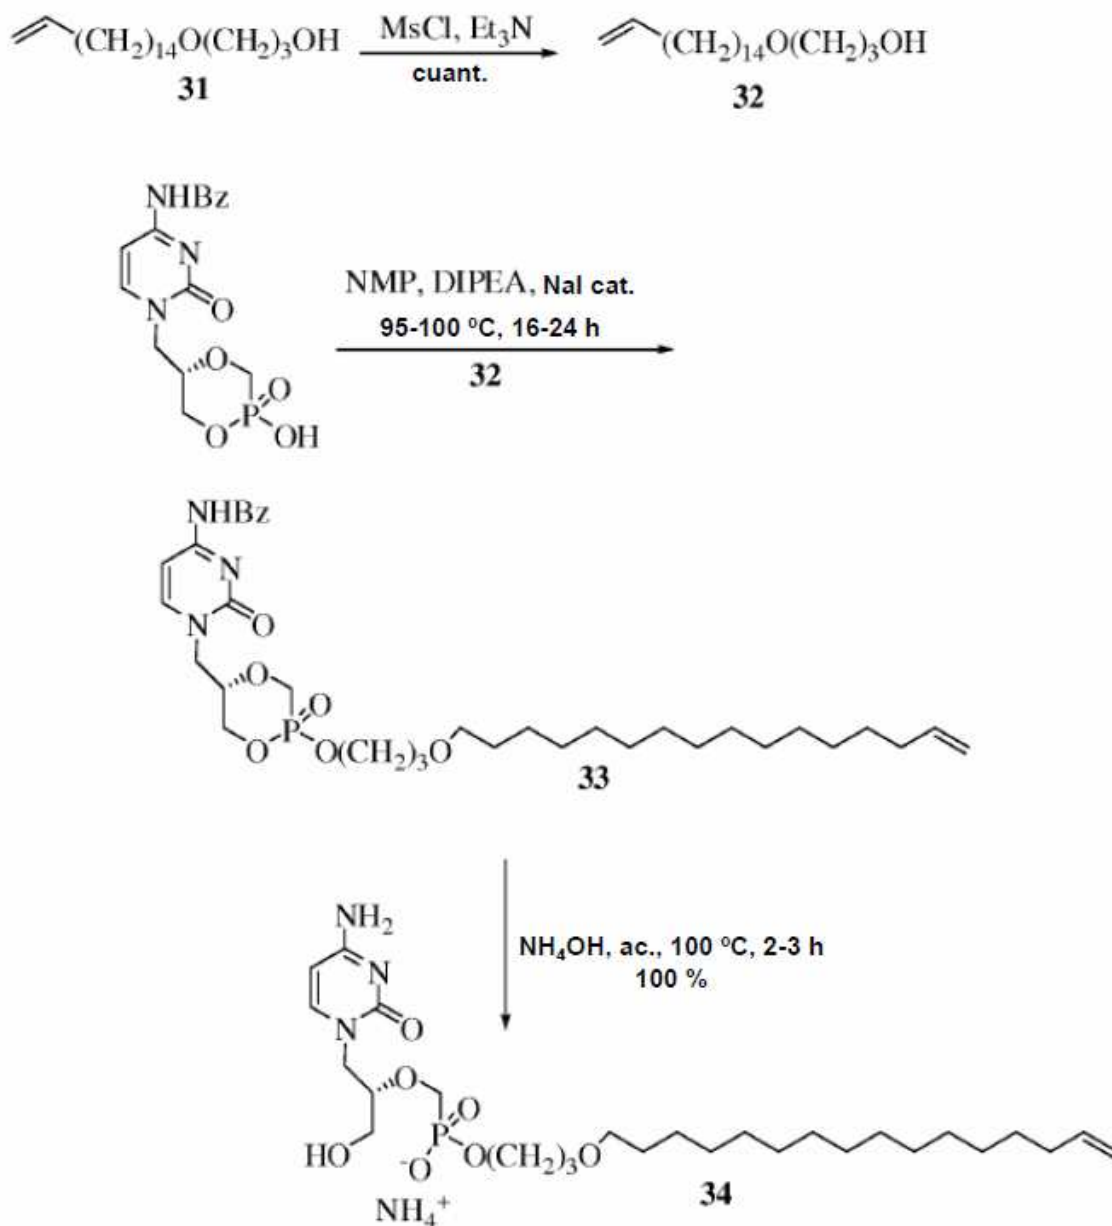 (CH2)14O(CH2)3OH
31
MsCl, Et3N
cuant.
(CH2)14O(CH2)3OH
32
NHBz
N
N
O
O
O
P
O
OH
NMP, DIPEA, NaI cat.
95-100 ºC, 16-24 h
32
NHBz
N
N
O
O
O
P
O
O(CH2)3O
33
NH4OH, ac., 100 ºC, 2-3 h
100 %
NH2
N
N
O
O
O
P
HO
-O
O(CH2)3O
NH4+
34